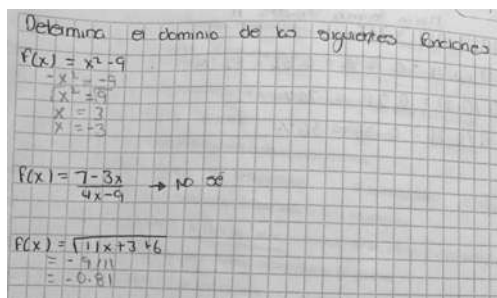 Determina el dominio de las siguientes funciones
f(x) = x² - 9
-x² = -9
x² = 9
x = 3
x = -3
f(x) = 7-3x / 4x-9 → No sé
f(x) = √11x+3+6
= -9/11
= -0.81